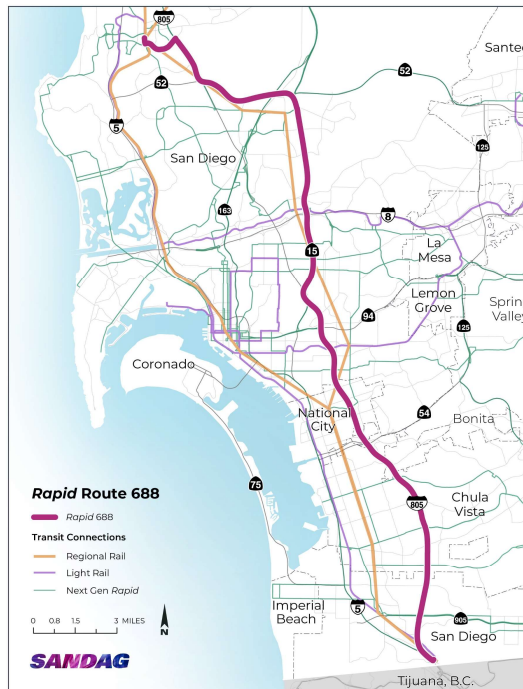 805
Santee
52
52
5
125
San Diego
163
8
La
Mesa
15
Lemon
Grove
Spring
Valley
94
125
Coronado
National
City
54
Bonita
75
Rapid Route 688
Rapid 688
Transit Connections
Regional Rail
Light Rail
Next Gen Rapid
0 0.8 1.5 3 MILES
N
SANDAG
805
Chula
Vista
Imperial
Beach
5
905
San Diego
Tijuana, B.C.